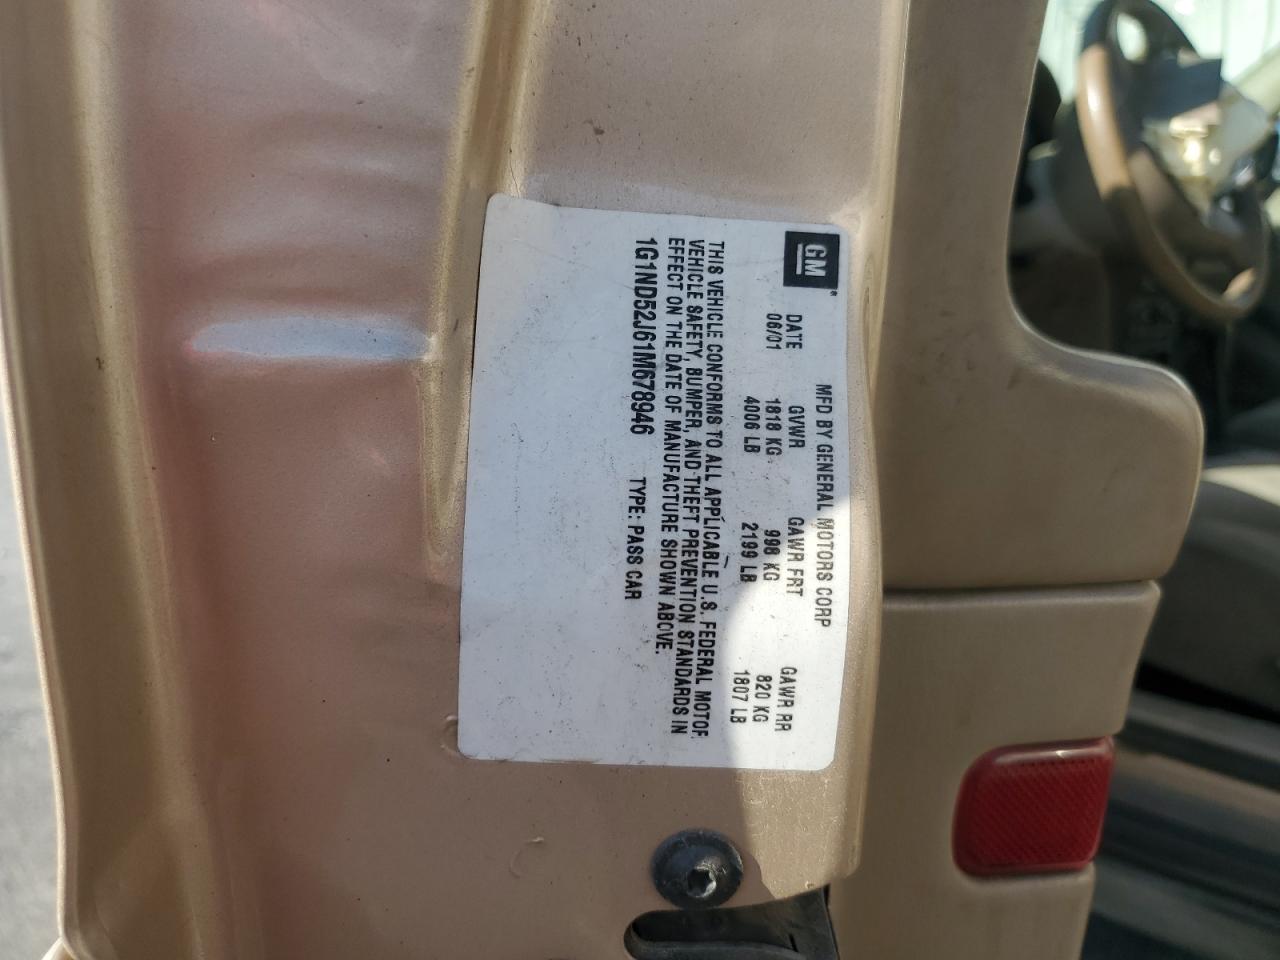 GM
MFD BY GENERAL MOTORS CORP
DATE GVWR GAWR FRT GAWR RR
06/01 1818 KG 998 KG 820 KG
4006 LB 2199 LB 1807 LB
THIS VEHICLE CONFORMS TO ALL APPLICABLE U.S. FEDERAL MOTOR
VEHICLE SAFETY, BUMPER, AND THEFT PREVENTION STANDARDS IN
EFFECT ON THE DATE OF MANUFACTURE SHOWN ABOVE.
1G1ND52J61M678946 TYPE: PASS CAR